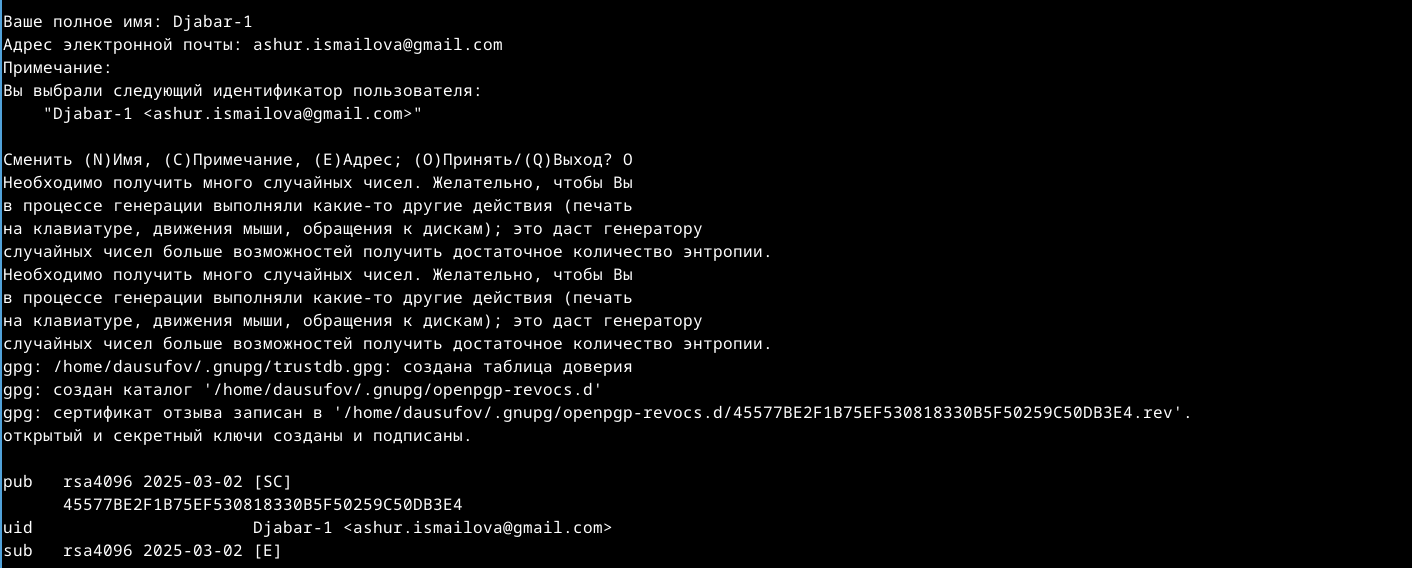 Ваше полное имя: Djabar-1
Адрес электронной почты: ashur.ismailova@gmail.com
Примечание:
Вы выбрали следующий идентификатор пользователя:
"Djabar-1 <ashur.ismailova@gmail.com>"
Сменить (N)Имя, (C)Примечание, (E)Адрес; (O)Принять/(Q)Выход? O
Необходимо получить много случайных чисел. Желательно, чтобы Вы
в процессе генерации выполняли какие-то другие действия (печать
на клавиатуре, движения мыши, обращения к дискам); это даст генератору
случайных чисел больше возможностей получить достаточное количество энтропии.
Необходимо получить много случайных чисел. Желательно, чтобы Вы
в процессе генерации выполняли какие-то другие действия (печать
на клавиатуре, движения мыши, обращения к дискам); это даст генератору
случайных чисел больше возможностей получить достаточное количество энтропии.
gpg: /home/dausufov/.gnupg/trustdb.gpg: создана таблица доверия
gpg: создан каталог '/home/dausufov/.gnupg/openpgp-revocs.d'
gpg: сертификат отзыва записан в '/home/dausufov/.gnupg/openpgp-revocs.d/45577BE2F1B75EF530818330B5F50259C50DB3E4.rev'.
открытый и секретный ключи созданы и подписаны.
pub   rsa4096 2025-03-02 [SC]
45577BE2F1B75EF530818330B5F50259C50DB3E4
uid                      Djabar-1 <ashur.ismailova@gmail.com>
sub   rsa4096 2025-03-02 [E]